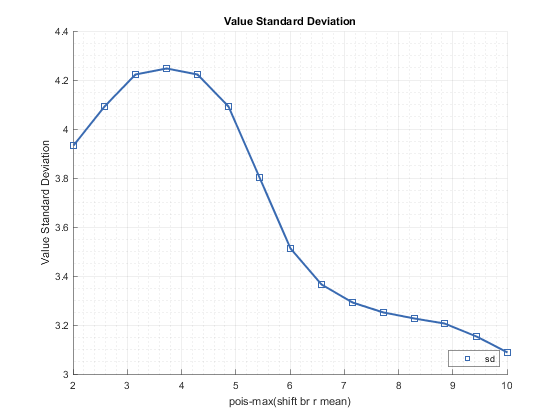 Value Standard Deviation
4.4
4.2
4
3.8
3.6
3.4
3.2
3
Value Standard Deviation
2 3 4 5 6 7 8 9 10
pois-max(shift br r mean)
sd